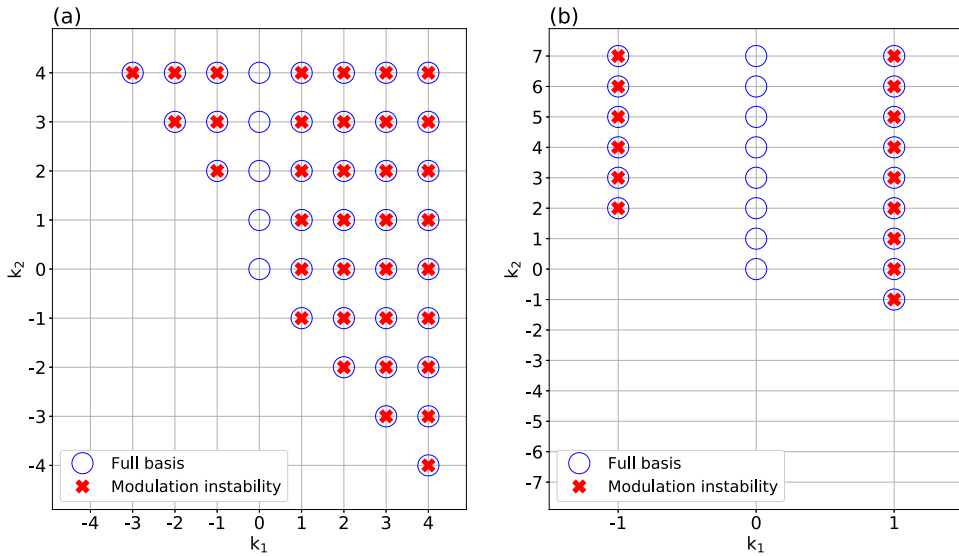 (a)
k2
4
3
2
1
0
-1
-2
-3
-4
Full basis
Modulation instability
-4 -3 -2 -1 0 1 2 3 4
k1
(b)
k2
7
6
5
4
3
2
1
0
-1
-2
-3
-4
-5
-6
-7
Full basis
Modulation instability
-1 0 1
k1